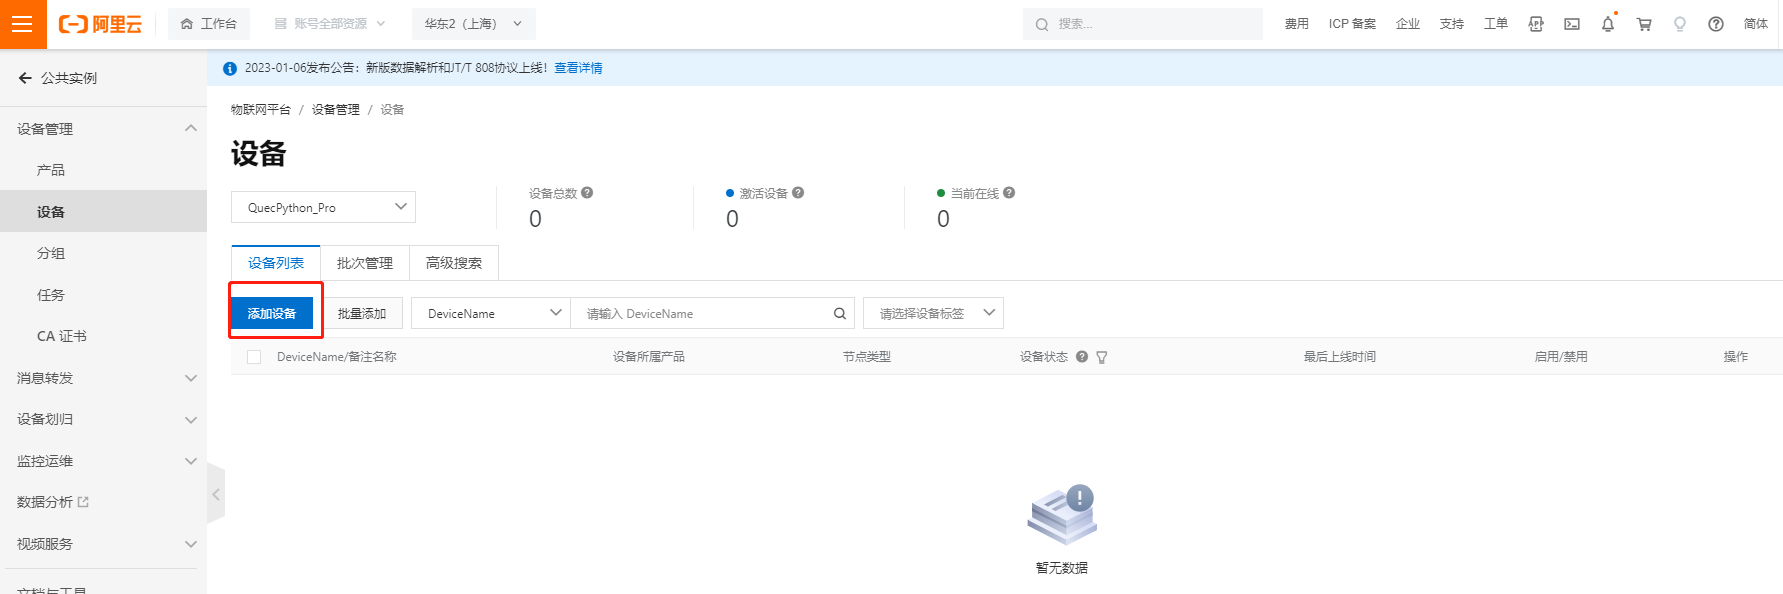 阿里云
工作台
账号全部资源
华东2（上海）
搜索...
费用
ICP 备案
企业
支持
工单
简体
公共实例
设备管理
产品
设备
分组
任务
CA 证书
消息转发
设备划归
监控运维
数据分析
视频服务
文档与工具
2023-01-06发布公告：新版数据解析和JT/T 808协议上线！查看详情
物联网平台 / 设备管理 / 设备
设备
QuecPython_Pro
设备总数
0
激活设备
0
当前在线
0
设备列表
批次管理
高级搜索
添加设备
批量添加
DeviceName
请输入 DeviceName
请选择设备标签
DeviceName/备注名称
设备所属产品
节点类型
设备状态
最后上线时间
启用/禁用
操作
暂无数据